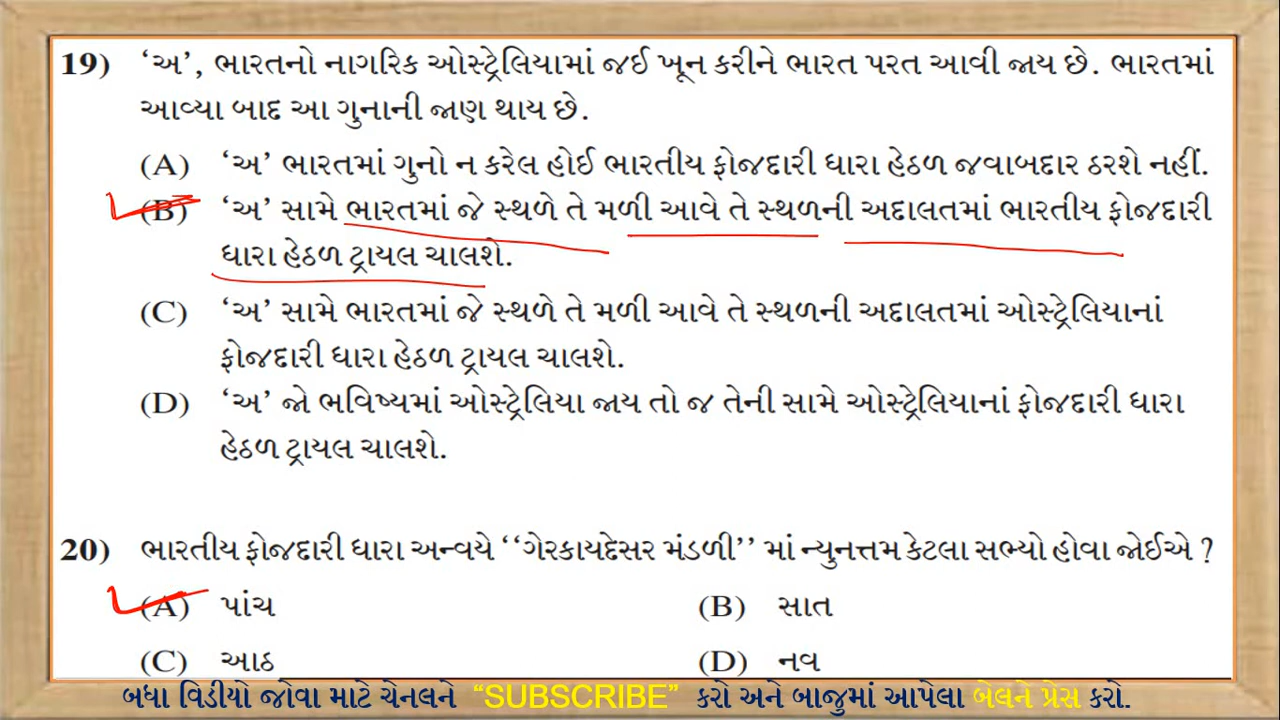 19) ‘અ’, ભારતનો નાગરિક ઓસ્ટ્રેલિયામાં જઈ ખૂન કરીને ભારત પરત આવી જાય છે. ભારતમાં
આવ્યા બાદ આ ગુનાની જાણ થાય છે.
(A) ‘અ’ ભારતમાં ગુનો ન કરેલ હોઈ ભારતીય ફોજદારી ધારા હેઠળ જવાબદાર ઠરશે નહીં.
(B) ‘અ’ સામે ભારતમાં જે સ્થળે તે મળી આવે તે સ્થળની અદાલતમાં ભારતીય ફોજદારી
ધારા હેઠળ ટ્રાયલ ચાલશે.
(C) ‘અ’ સામે ભારતમાં જે સ્થળે તે મળી આવે તે સ્થળની અદાલતમાં ઓસ્ટ્રેલિયાનાં
ફોજદારી ધારા હેઠળ ટ્રાયલ ચાલશે.
(D) ‘અ’ જો ભવિષ્યમાં ઓસ્ટ્રેલિયા જાય તો જ તેની સામે ઓસ્ટ્રેલિયાનાં ફોજદારી ધારા
હેઠળ ટ્રાયલ ચાલશે.
20) ભારતીય ફોજદારી ધારા અન્વયે ‘‘ગેરકાયદેસર મંડળી’’ માં ન્યુનત્તમ કેટલા સભ્યો હોવા જોઈએ ?
(A) પાંચ (B) સાત
(C) આઠ (D) નવ
બધા વિડીયો જોવા માટે ચેનલને “SUBSCRIBE” કરો અને બાજુમાં આપેલા બેલને પ્રેસ કરો.